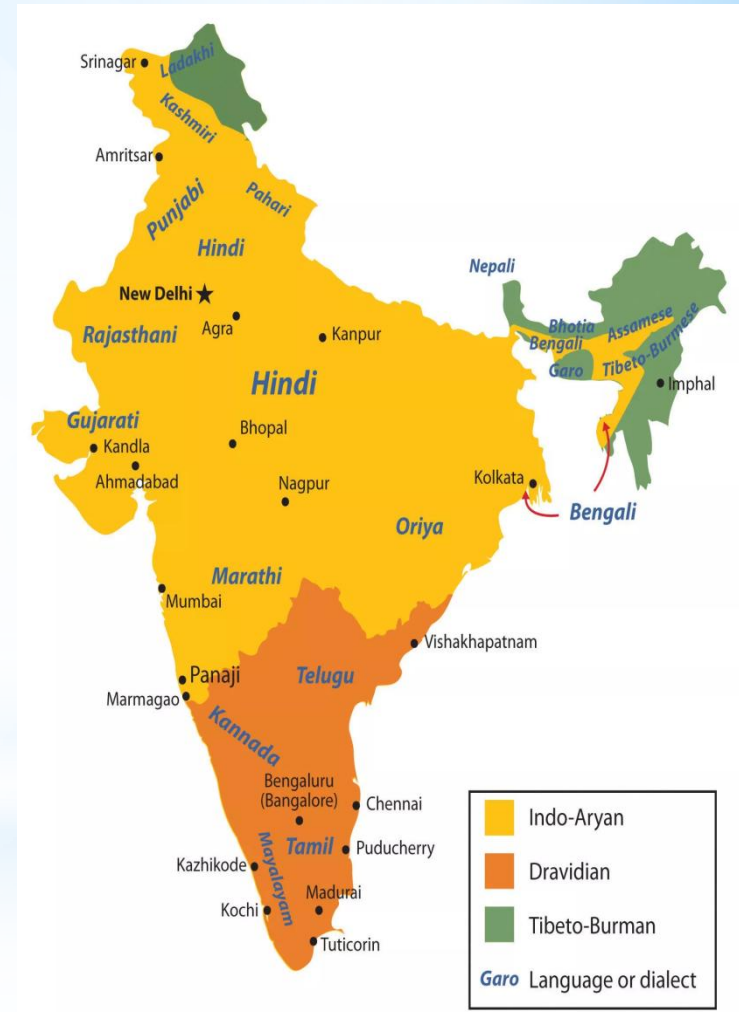 Srinagar
Ladakhi
Kashmiri
Amritsar
Punjabi
Pahari
Hindi
Nepali
New Delhi
Rajasthani
Agra
Kanpur
Bhotia
Assamese
Bengali
Tibeto-Burmese
Garo
Imphal
Hindi
Gujarati
Kandla
Ahmadabad
Bhopal
Nagpur
Kolkata
Bengali
Oriya
Marathi
Mumbai
Vishakhapatnam
Panaji
Telugu
Marmagao
Kannada
Bengaluru
(Bangalore)
Chennai
Tamil
Puducherry
Kazhikode
Mayalayam
Madurai
Kochi
Tuticorin
Indo-Aryan
Dravidian
Tibeto-Burman
Garo Language or dialect